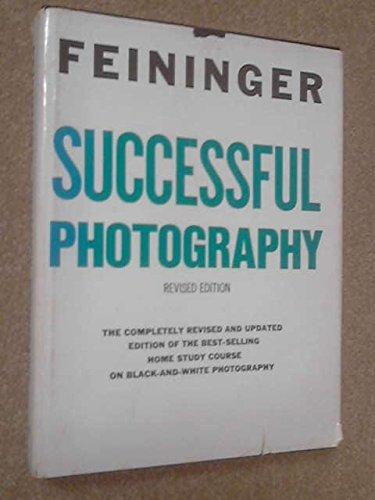 FEININGER
SUCCESSFUL
PHOTOGRAPHY
REVISED EDITION
THE COMPLETELY REVISED AND UPDATED
EDITION OF THE BEST-SELLING
HOME STUDY COURSE
ON BLACK-AND-WHITE PHOTOGRAPHY